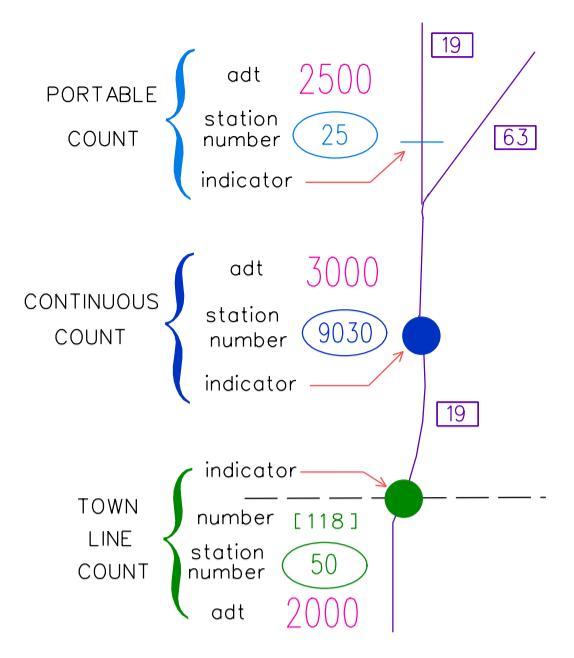 19
adt 2500
PORTABLE
COUNT
station
number 25
63
indicator
adt 3000
CONTINUOUS
COUNT
station
number 9030
indicator
19
indicator
TOWN
LINE
COUNT
number [118]
station
number 50
adt 2000